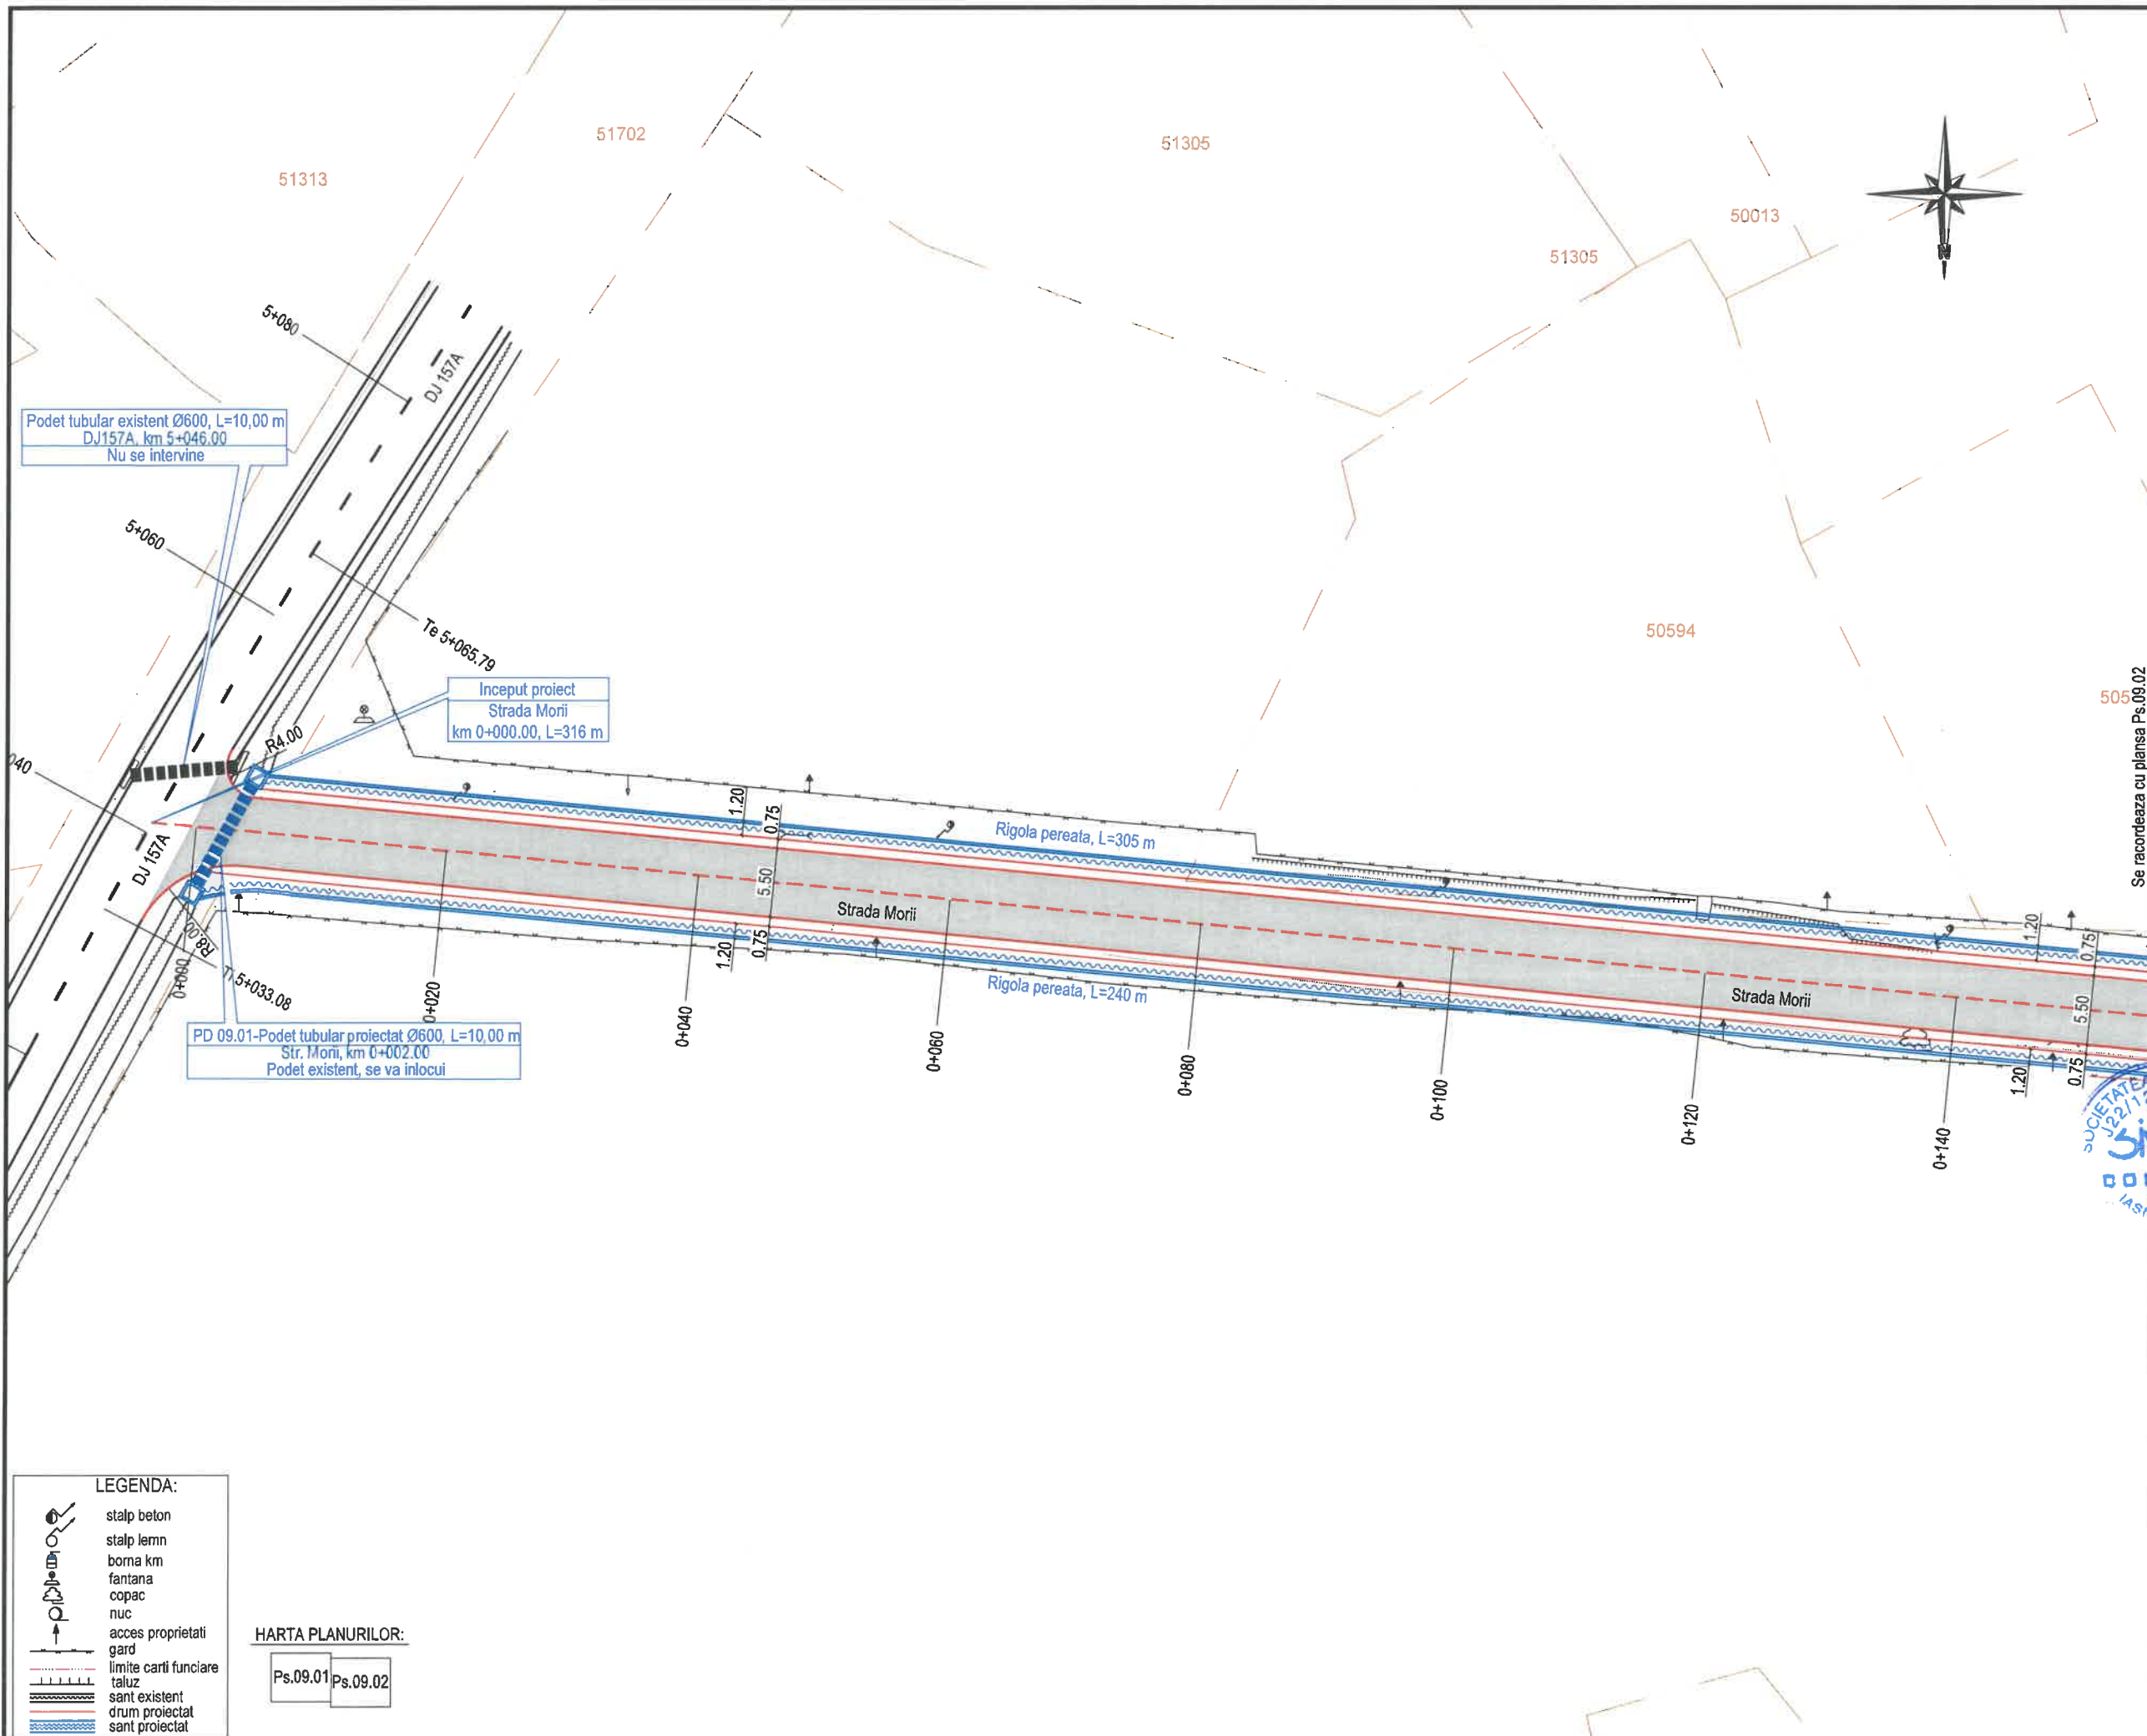 51702
51305
51313
50013
51305
N
5+080
DJ 157A
Podet tubular existent Ø600, L=10,00 m
DJ157A, km 5+046.00
Nu se intervine
5+060
Te 5+065.79
50594
505
Se racordeaza cu plansa Ps.09.02
Inceput proiect
Strada Morii
km 0+000.00, L=316 m
R4.00
040
DJ 157A
1.20
0.75
Rigola pereata, L=305 m
5.50
Strada Morii
1.20
0.75
Rigola pereata, L=240 m
1.20
0.75
Strada Morii
5.50
1.20
0.75
R8.00
Ti 5+033.08
0+000
0+020
0+040
0+060
0+080
0+100
0+120
0+140
PD 09.01-Podet tubular proiectat Ø600, L=10,00 m
Str. Morii, km 0+002.00
Podet existent, se va inlocui
SOCIETATEA
J22/12
IASI
LEGENDA:
stalp beton
stalp lemn
borna km
fantana
copac
nuc
acces proprietati
gard
limite carti funciare
taluz
sant existent
drum proiectat
sant proiectat
HARTA PLANURILOR:
Ps.09.01
Ps.09.02